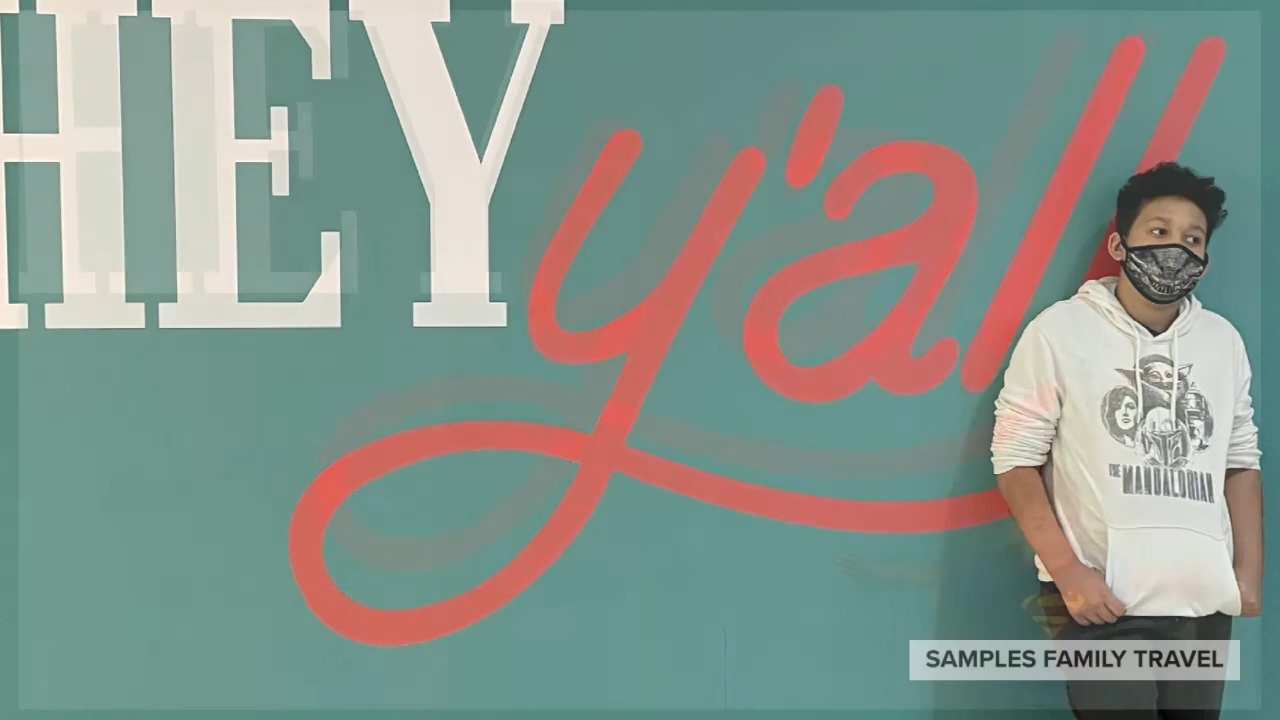 HEY
y'all
THE
MANDALORIAN
SAMPLES FAMILY TRAVEL